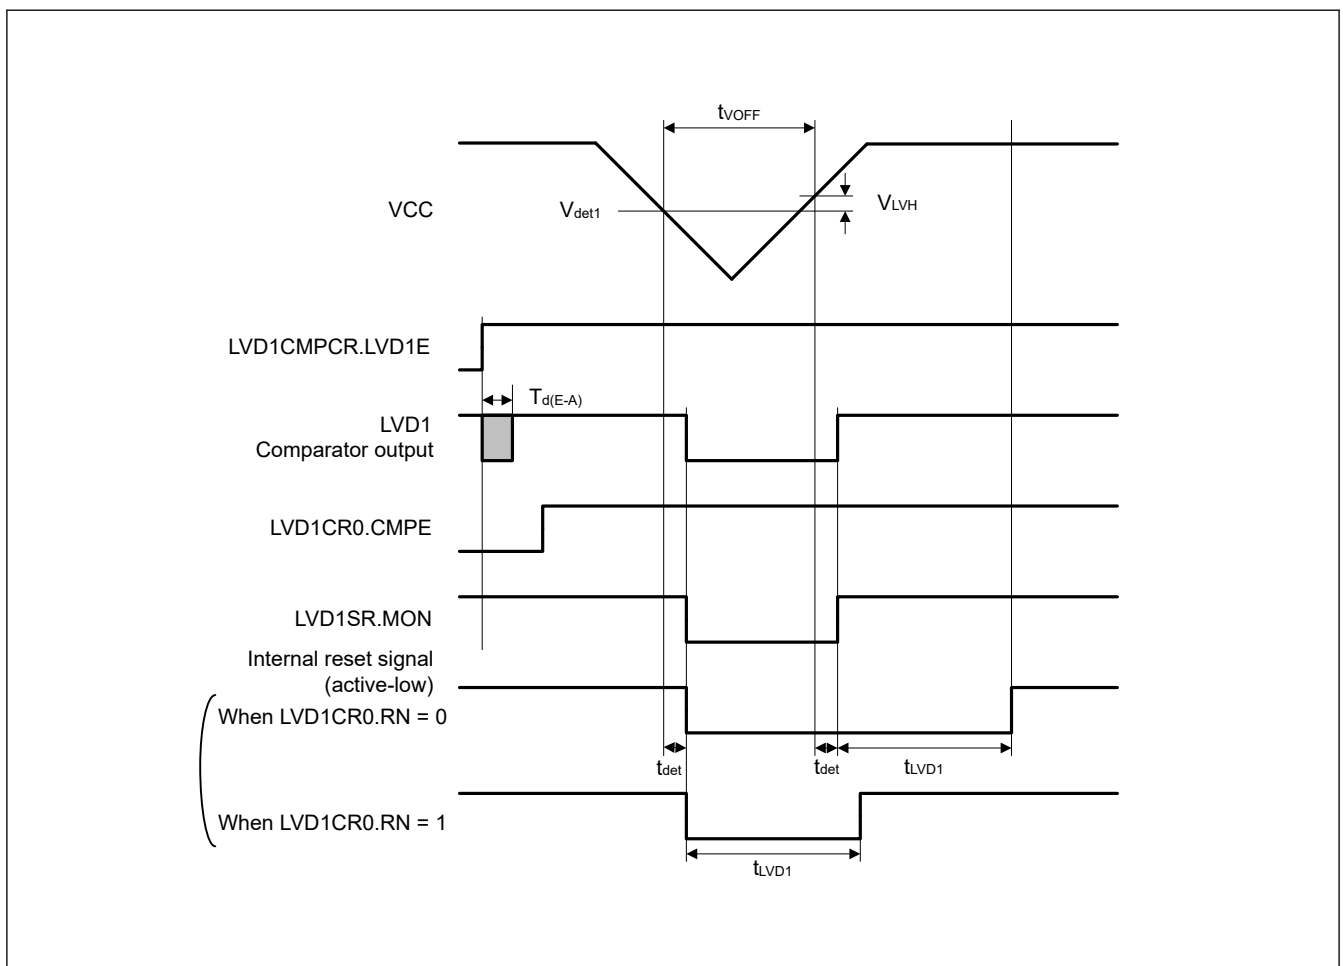 tVOFF
VCC
Vdet1
VLVH
LVD1CMPCR.LVD1E
Td(E-A)
LVD1
Comparator output
LVD1CR0.CMPE
LVD1SR.MON
Internal reset signal
(active-low)
When LVD1CR0.RN = 0
tdet
tdet
tLVD1
When LVD1CR0.RN = 1
tLVD1